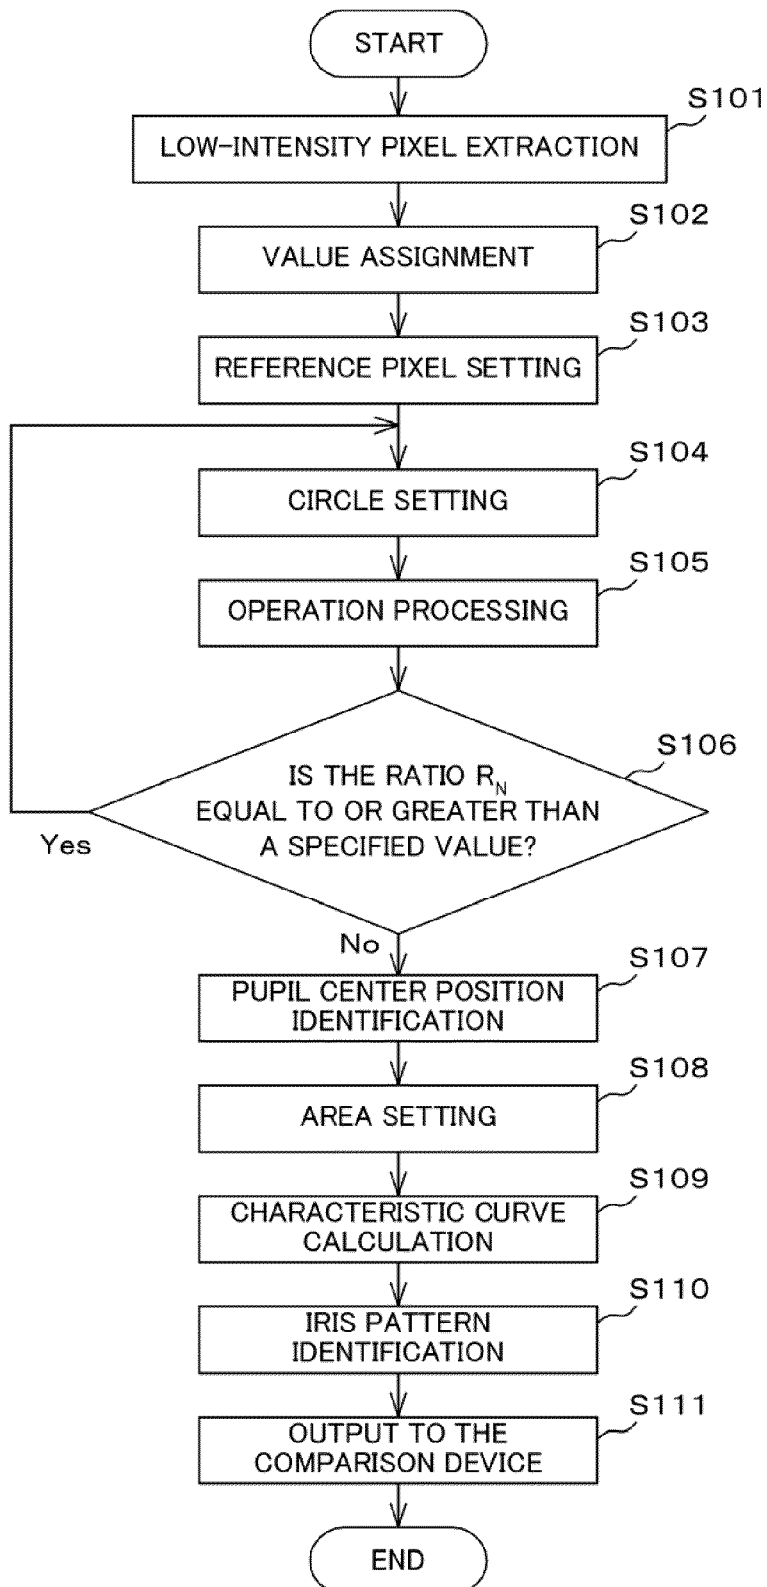 START
S101
LOW-INTENSITY PIXEL EXTRACTION
S102
VALUE ASSIGNMENT
S103
REFERENCE PIXEL SETTING
S104
CIRCLE SETTING
S105
OPERATION PROCESSING
S106
IS THE RATIO R_N
EQUAL TO OR GREATER THAN
A SPECIFIED VALUE?
Yes
No
S107
PUPIL CENTER POSITION
IDENTIFICATION
S108
AREA SETTING
S109
CHARACTERISTIC CURVE
CALCULATION
S110
IRIS PATTERN
IDENTIFICATION
S111
OUTPUT TO THE
COMPARISON DEVICE
END